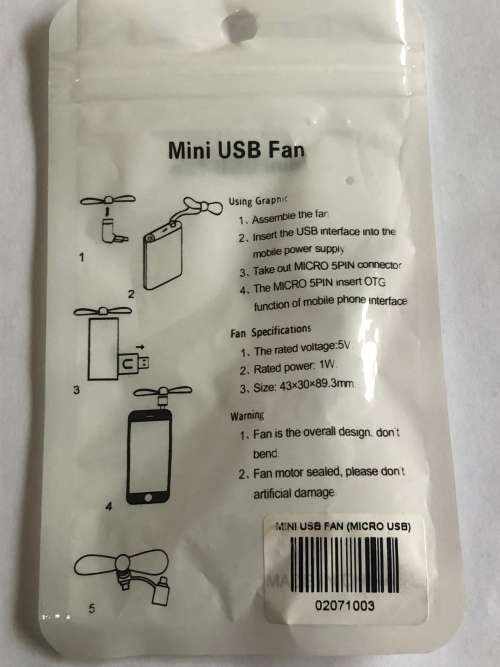 Mini USB Fan
Using Graphic
1、Assemble the fan
2、Insert the USB interface into the
mobile power supply
3、Take out MICRO 5PIN connector
4、The MICRO 5PIN insert OTG
function of mobile phone interface
1
2
3
4
5
Fan Specifications
1、The rated voltage:5V
2、Rated power: 1W
3、Size: 43×30×89.3mm
Warning
1、Fan is the overall design, don't
bend
2、Fan motor sealed, please don't
artificial damage
MINI USB FAN (MICRO USB)
02071003